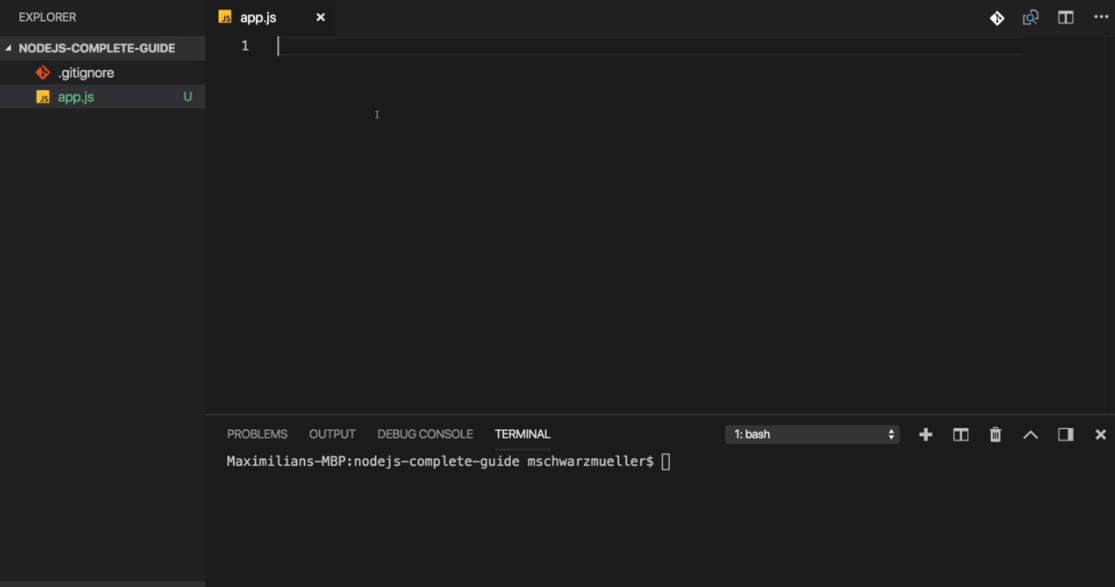 EXPLORER
NODEJS-COMPLETE-GUIDE
.gitignore
JS app.js U
JS app.js ×
1
PROBLEMS OUTPUT DEBUG CONSOLE TERMINAL 1: bash
Maximilians-MBP:nodejs-complete-guide mschwarzmueller$